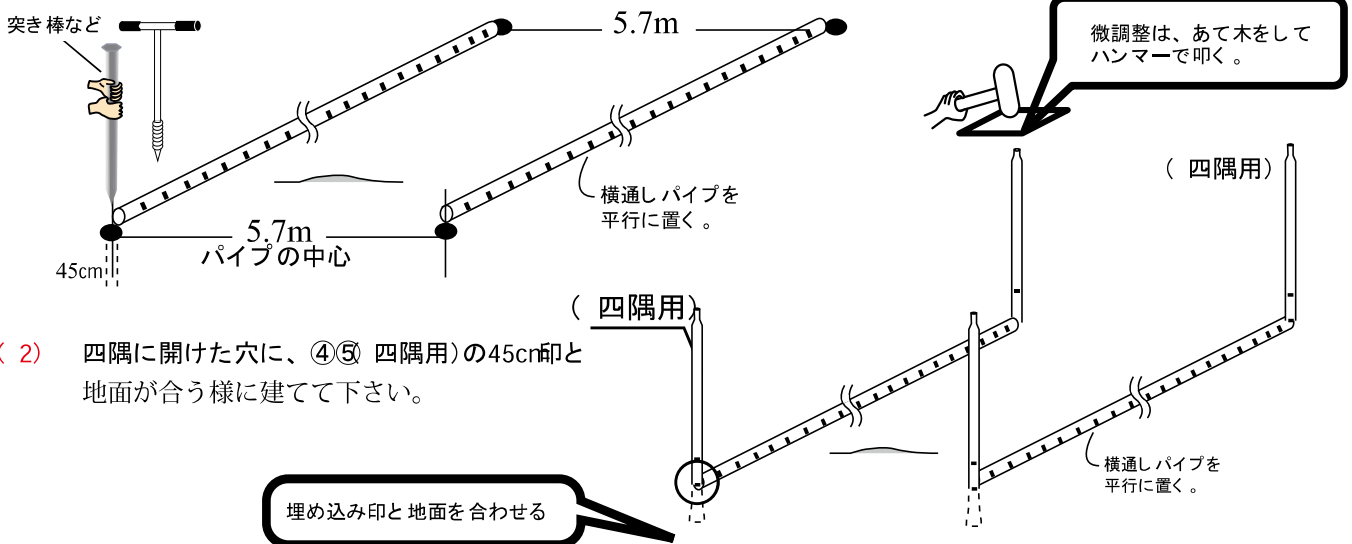 突き棒など
5.7m
微調整は、あて木をして
ハンマーで叩く。
(四隅用)
横通しパイプを
平行に置く。
5.7m
パイプの中心
45cm
(四隅用)
(2) 四隅に開けた穴に、④⑤(四隅用)の45cm印と
地面が合う様に建てて下さい。
横通しパイプを
平行に置く。
埋め込み印と地面を合わせる